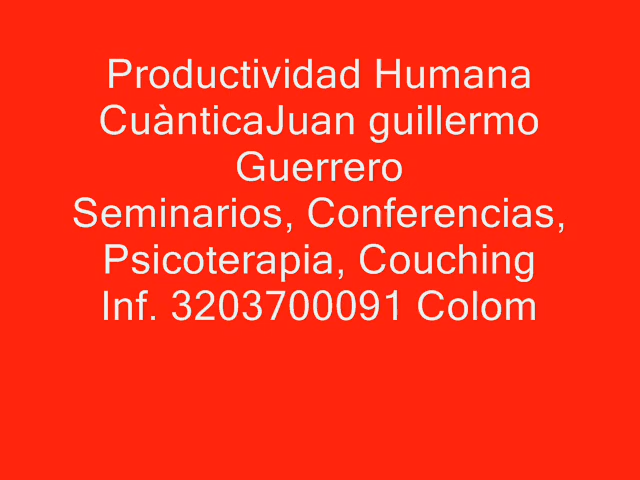 Productividad Humana
CuànticaJuan guillermo
Guerrero
Seminarios, Conferencias,
Psicoterapia, Couching
Inf. 3203700091 Colom